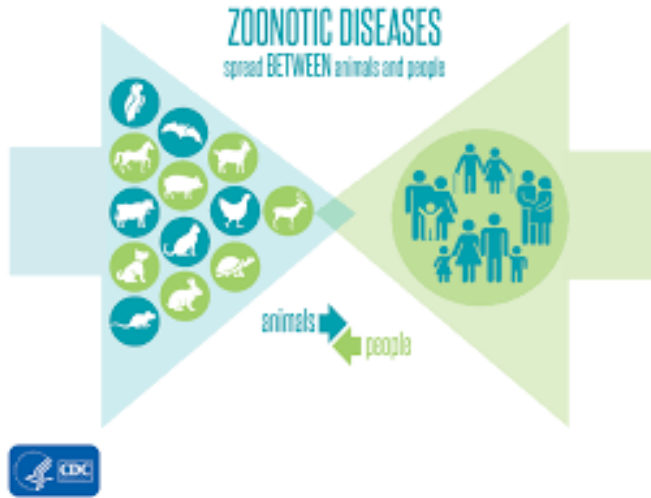 ZOONOTIC DISEASES
spread BETWEEN animals and people
animals
people
CDC